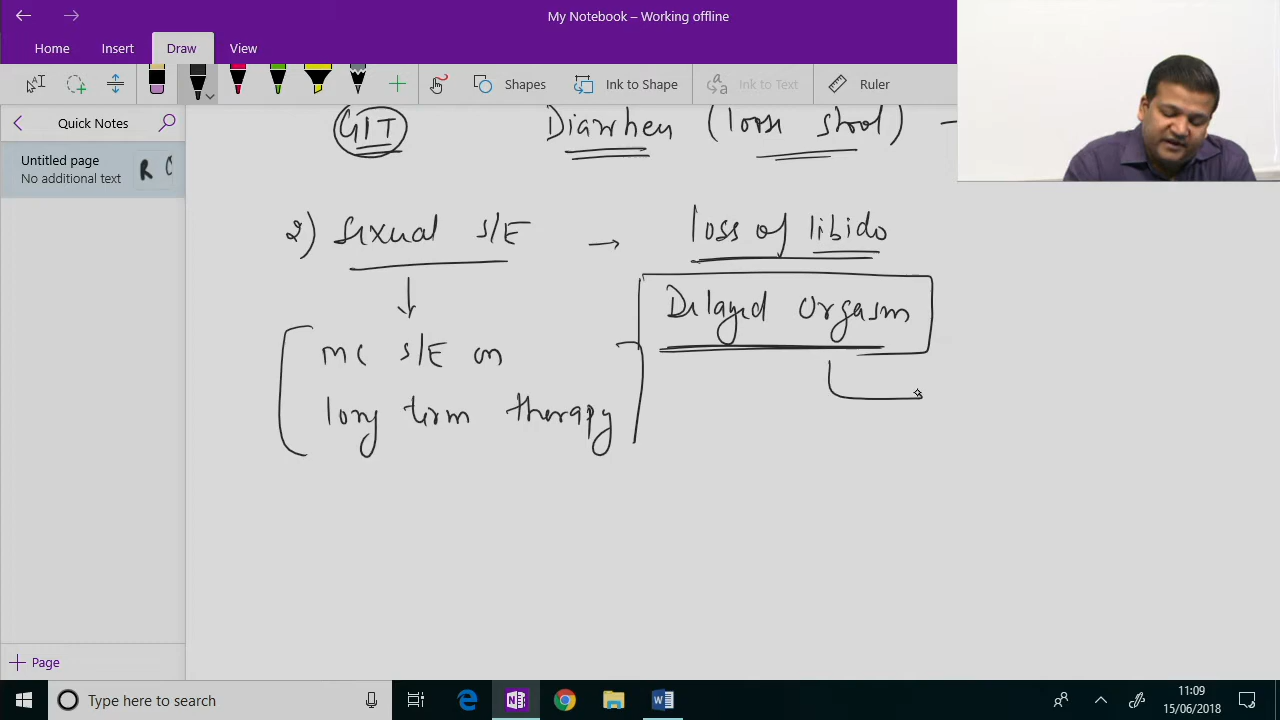 My Notebook – Working offline
Home Insert Draw View
Shapes Ink to Shape Ink to Text Ruler
Quick Notes
Untitled page
No additional text
GIT Diarrhea (loose stool) –
2) Sexual S/E → loss of libido
Delayed Orgasm
MC S/E on
long term therapy
+ Page
Type here to search
11:09
15/06/2018